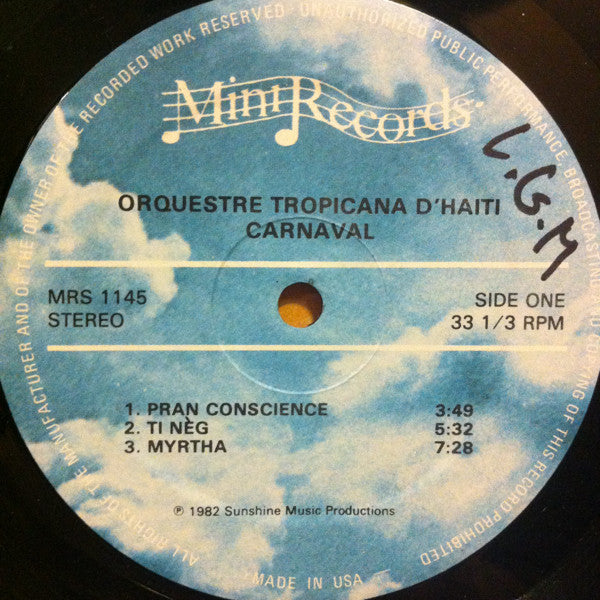 ALL RIGHTS OF THE MANUFACTURER AND OF THE OWNER OF THE RECORDED WORK RESERVED · UNAUTHORIZED PUBLIC PERFORMANCE, BROADCASTING AND COPYING OF THIS RECORD PROHIBITED
Mint Records
L.G.M
ORQUESTRE TROPICANA D'HAITI
CARNAVAL
MRS 1145 SIDE ONE
STEREO 33 1/3 RPM
1. PRAN CONSCIENCE 3:49
2. TI NÈG 5:32
3. MYRTHA 7:28
℗ 1982 Sunshine Music Productions
MADE IN USA